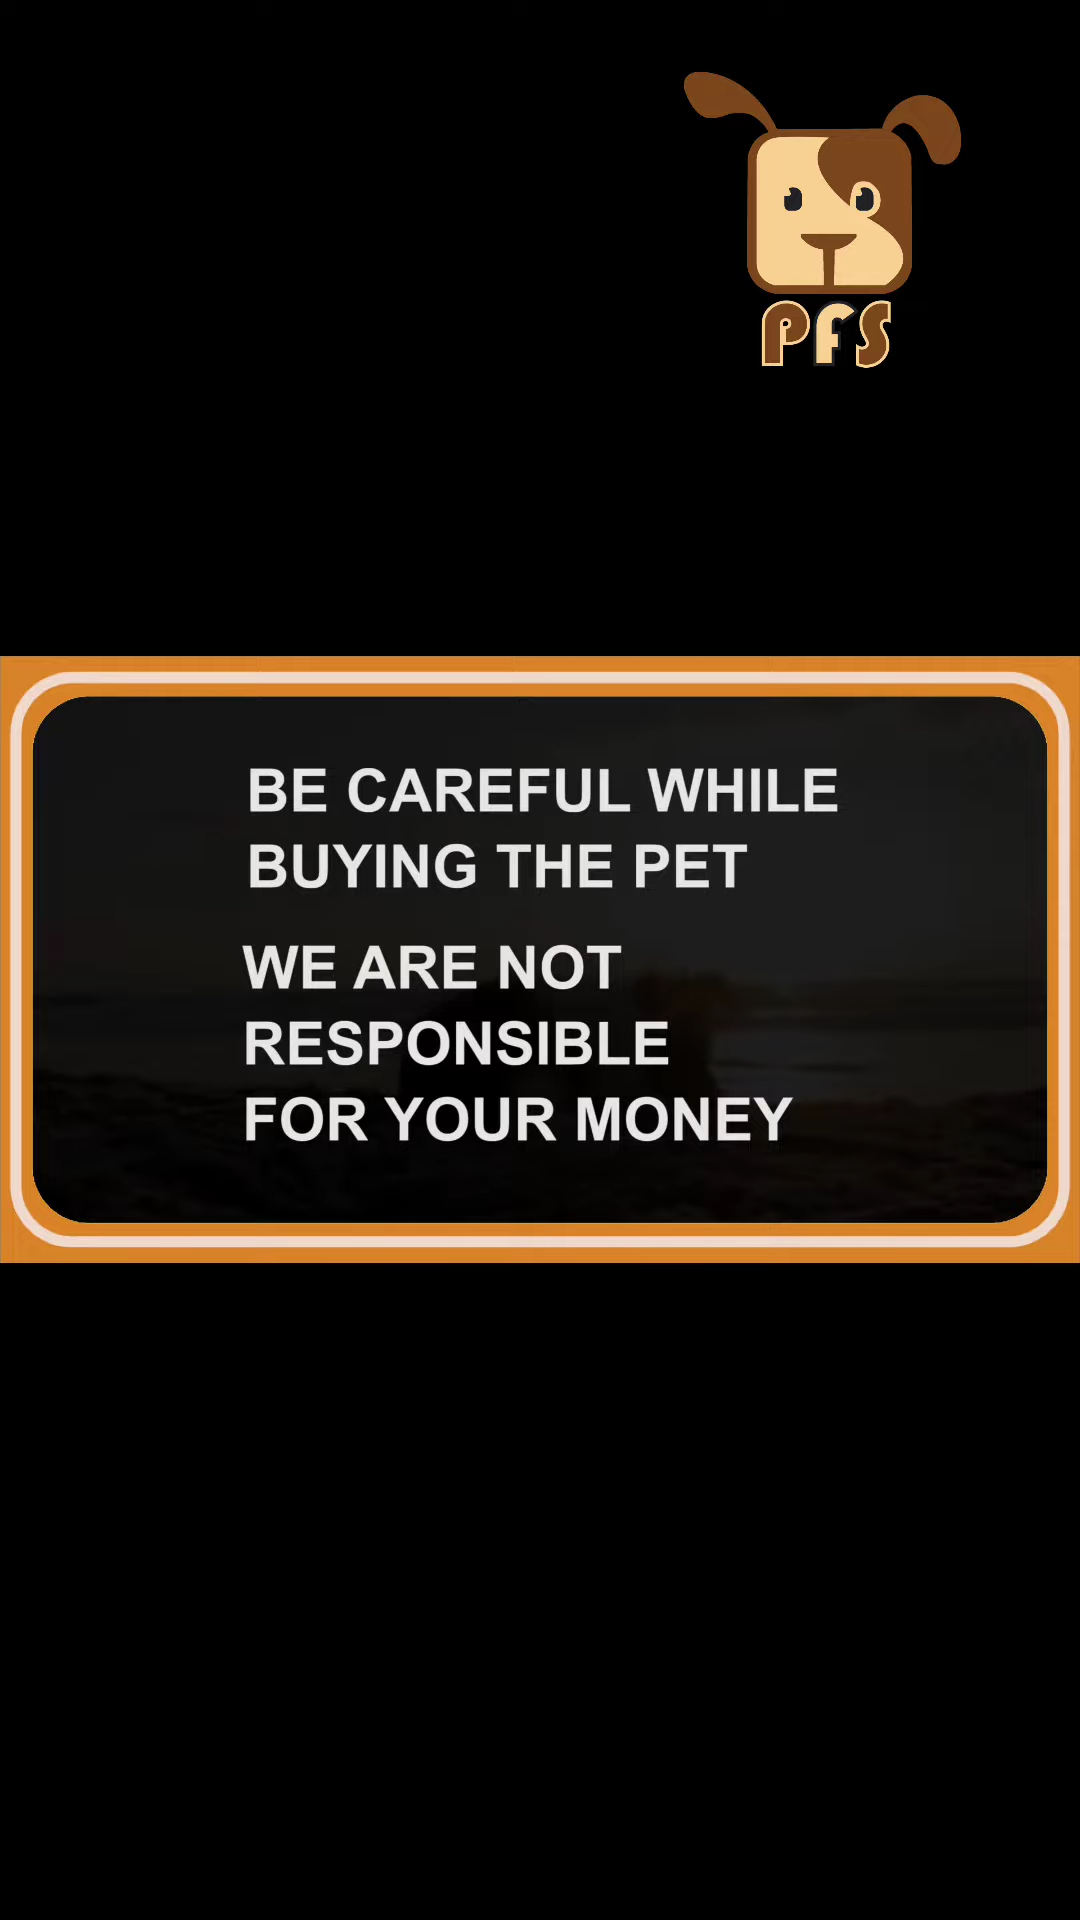 PFS
BE CAREFUL WHILE
BUYING THE PET
WE ARE NOT
RESPONSIBLE
FOR YOUR MONEY